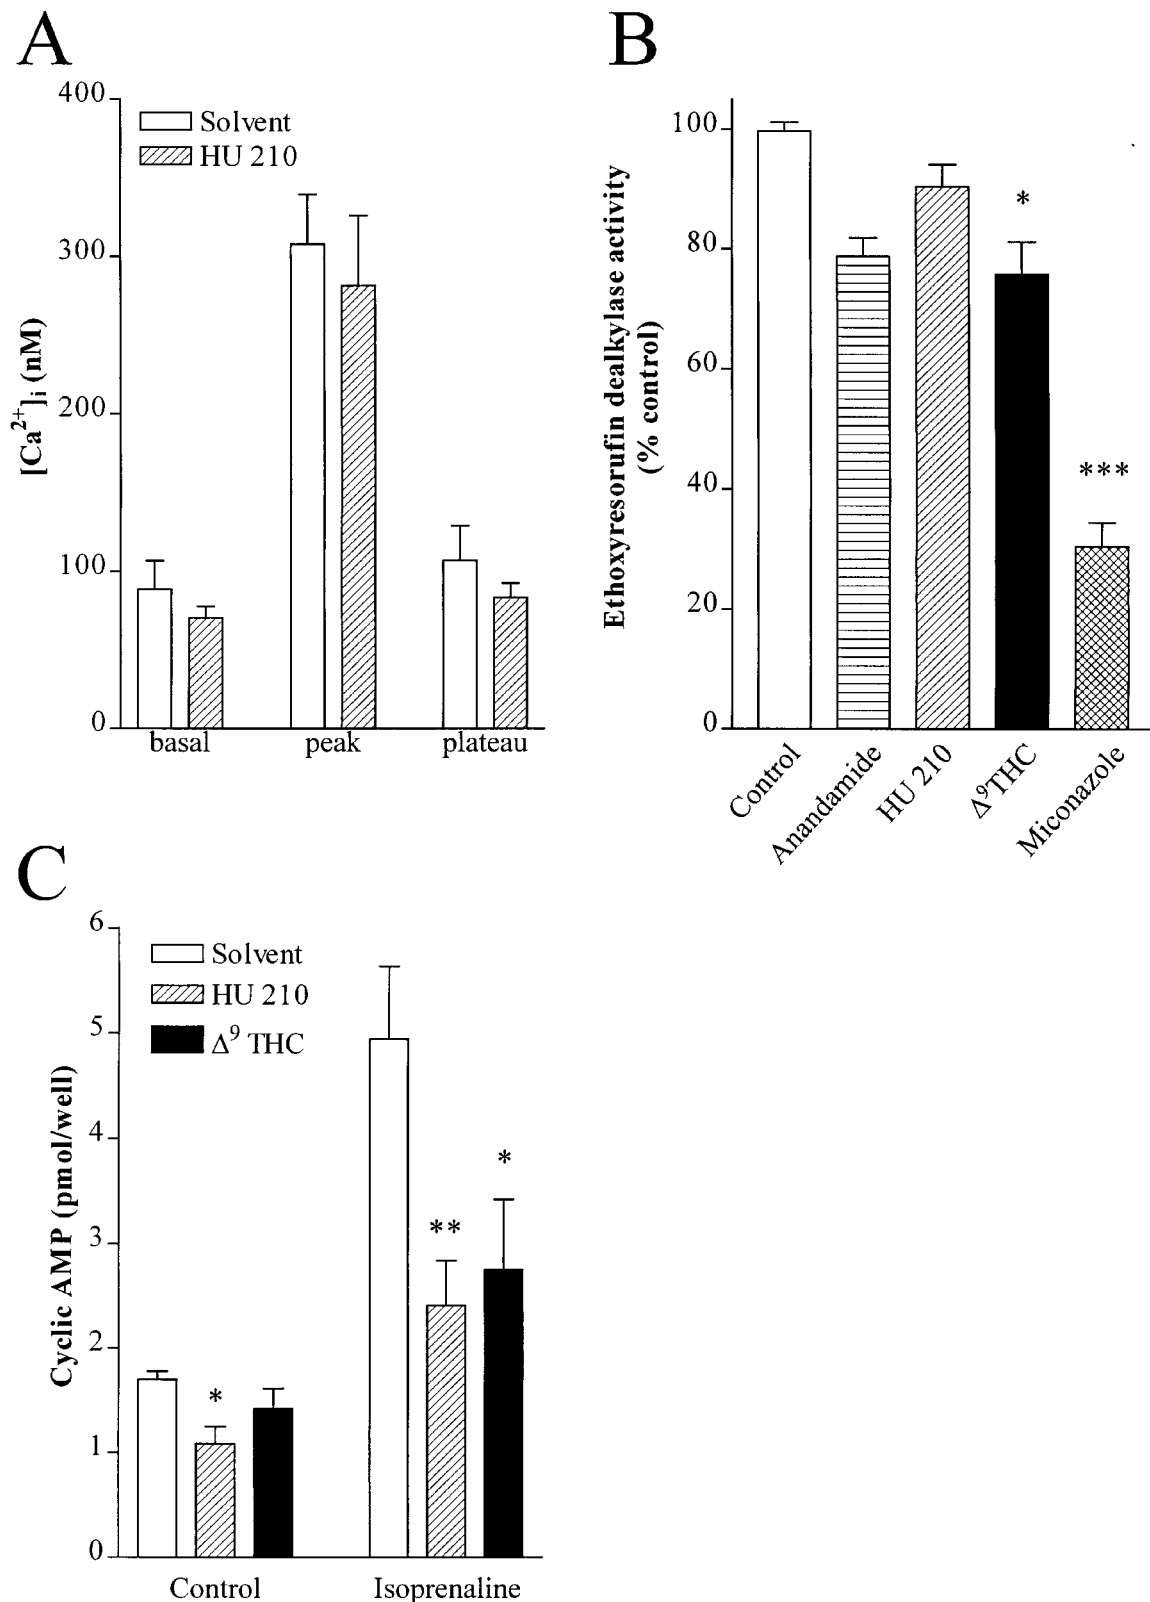 A
400
300
200
100
0
[Ca²⁺]ᵢ (nM)
Solvent
HU 210
basal peak plateau
B
100
80
60
40
20
0
Ethoxyresorufin dealkylase activity
(% control)
*
***
Control
Anandamide
HU 210
Δ⁹THC
Miconazole
C
6
5
4
3
2
1
0
Cyclic AMP (pmol/well)
Solvent
HU 210
Δ⁹ THC
*
**
*
Control Isoprenaline